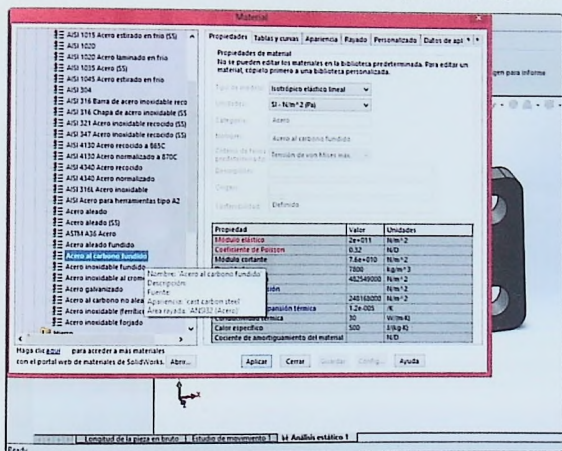 Material
AISI 1015 Acero estirado en frío (SS)
AISI 1020
AISI 1020 Acero laminado en frío
AISI 1035 Acero (SS)
AISI 1045 Acero estirado en frío
AISI 304
AISI 316 Barra de acero inoxidable reco
AISI 316 Chapa de acero inoxidable (SS
AISI 321 Acero inoxidable recocido (SS)
AISI 347 Acero inoxidable recocido (SS)
AISI 4130 Acero recocido a 865C
AISI 4130 Acero normalizado a 870C
AISI 4340 Acero recocido
AISI 4340 Acero normalizado
AISI 316L Acero inoxidable
AISI Acero para herramientas tipo A2
Acero aleado
Acero aleado (SS)
ASTM A36 Acero
Acero aleado fundido
Acero al carbono fundido
Acero inoxidable fundido
Acero inoxidable al crom
Acero galvanizado
Acero al carbono no alea
Acero inoxidable (ferrític
Acero inoxidable forjado
Hierro
Nombre: 'Acero al carbono fundido'
Descripción:
Fuente:
Apariencia: 'cast carbon steel'
Área rayada: 'ANSI32 (Acero)
Haga clic aquí para acceder a más materiales
con el portal web de materiales de SolidWorks.
Abrir...
Propiedades Tablas y curvas Apariencia Rayado Personalizado Datos de apl
Propiedades de material
No se pueden editar los materiales en la biblioteca predeterminada. Para editar un
material, cópielo primero a una biblioteca personalizada.
Tipo de modelo: Isotrópico elástico lineal
Unidades: SI - N/m^2 (Pa)
Categoría: Acero
Nombre: Acero al carbono fundido
predeterminado: Tensión de von Mises máx.
Descripción:
Origen:
Sostenibilidad: Definido
Propiedad Valor Unidades
Módulo elástico 2e+011 N/m^2
Coeficiente de Poisson 0.32 N/D
Módulo cortante 7.6e+010 N/m^2
7800 kg/m^3
482549000 N/m^2
N/m^2
248168000 N/m^2
pansión térmica 1.2e-005 /K
Conductividad térmica 30 W/(m·K)
Calor específico 500 J/(kg·K)
Cociente de amortiguamiento del material N/D
Aplicar Cerrar Guardar Config... Ayuda
gen para informe
Longitud de la pieza en bruto Estudio de movimiento 1 Análisis estático 1